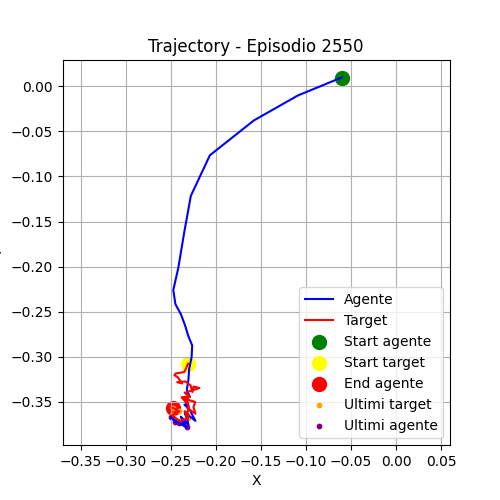 Trajectory - Episodio 2550
0.00
−0.05
−0.10
−0.15
−0.20
−0.25
−0.30
−0.35
Agente
Target
Start agente
Start target
End agente
Ultimi target
Ultimi agente
−0.35 −0.30 −0.25 −0.20 −0.15 −0.10 −0.05 0.00 0.05
X